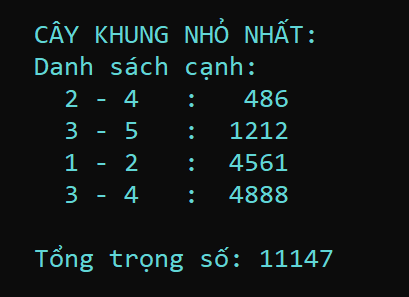 CÂY KHUNG NHỎ NHẤT:
Danh sách cạnh:
2 - 4 : 486
3 - 5 : 1212
1 - 2 : 4561
3 - 4 : 4888
Tổng trọng số: 11147